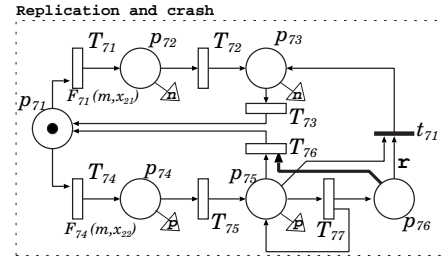 Replication and crash
T71
p72
T72
p73
n
n
F71(m,x21)
p71
T73
T76
t71
r
T74
p74
p75
p
p
F74(m,x22)
T75
T77
p76